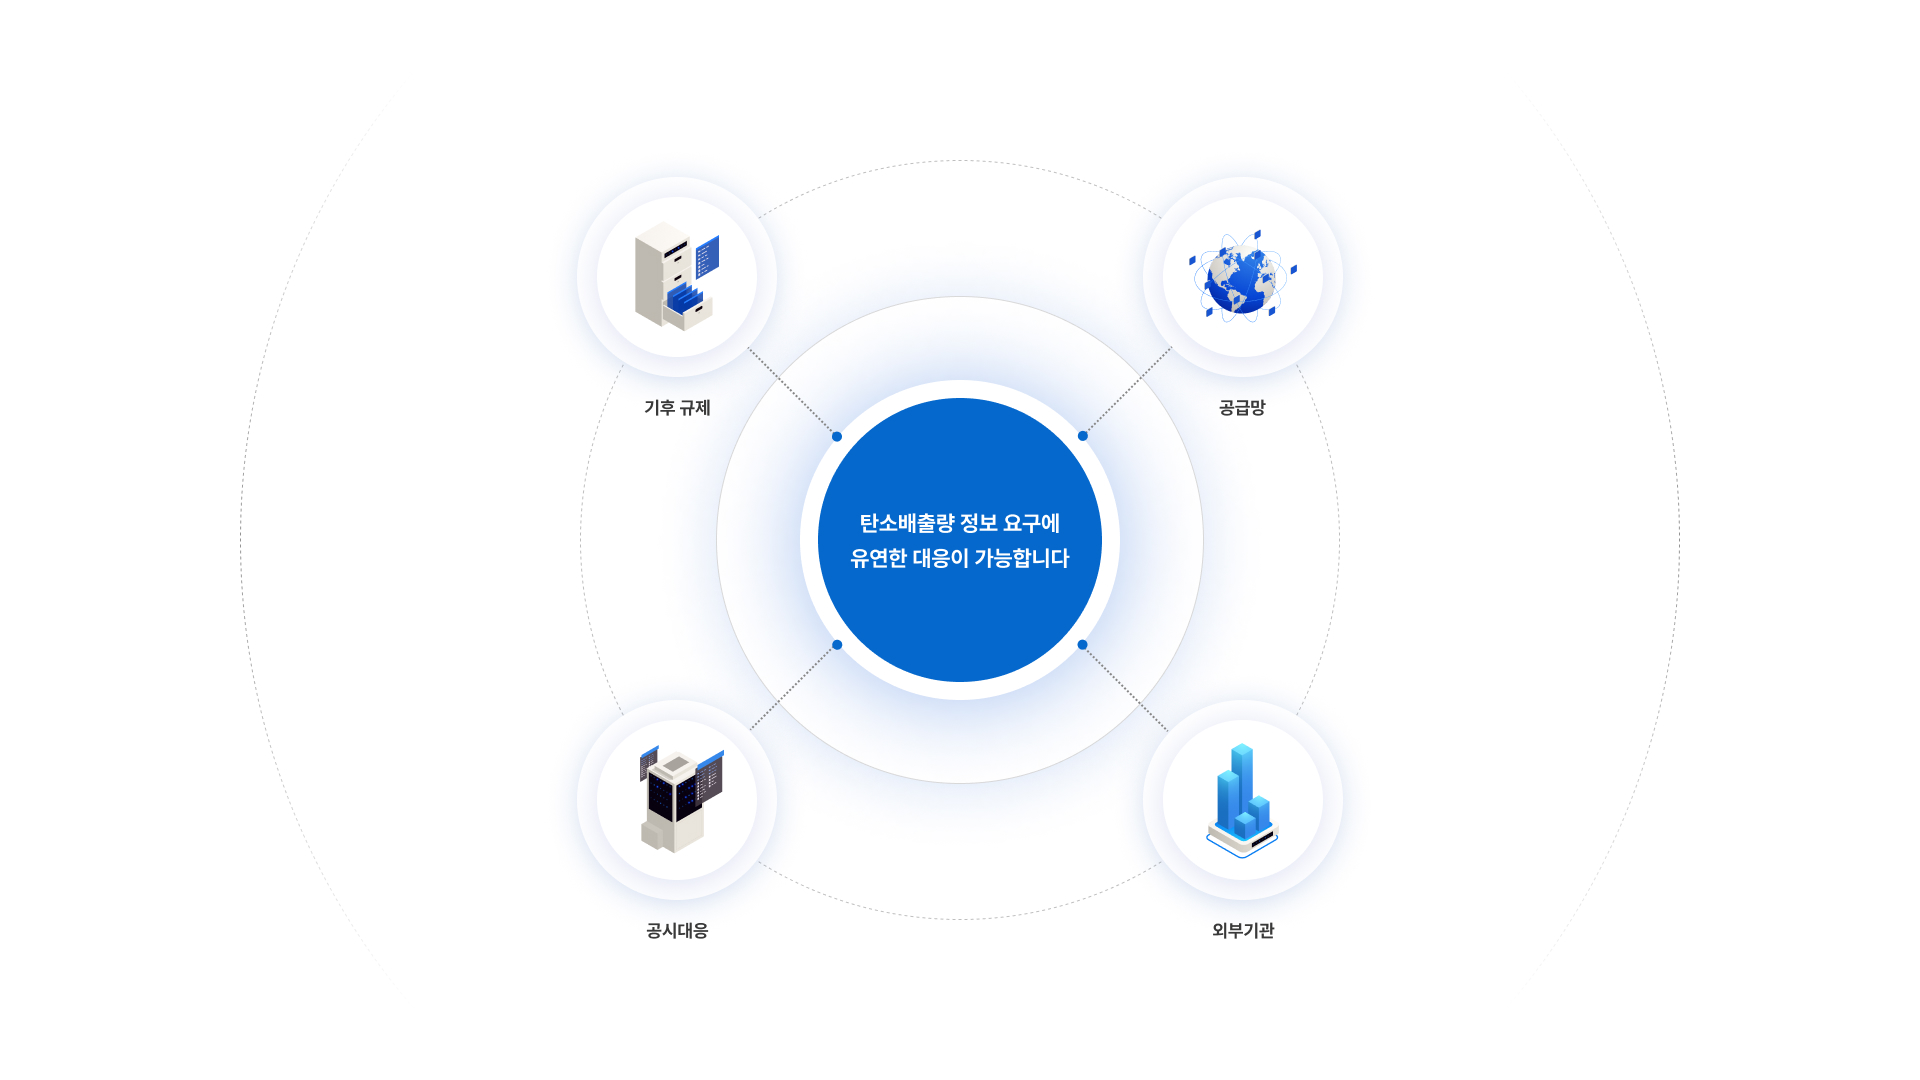 기후 규제
공급망
탄소배출량 정보 요구에
유연한 대응이 가능합니다
공시대응
외부기관